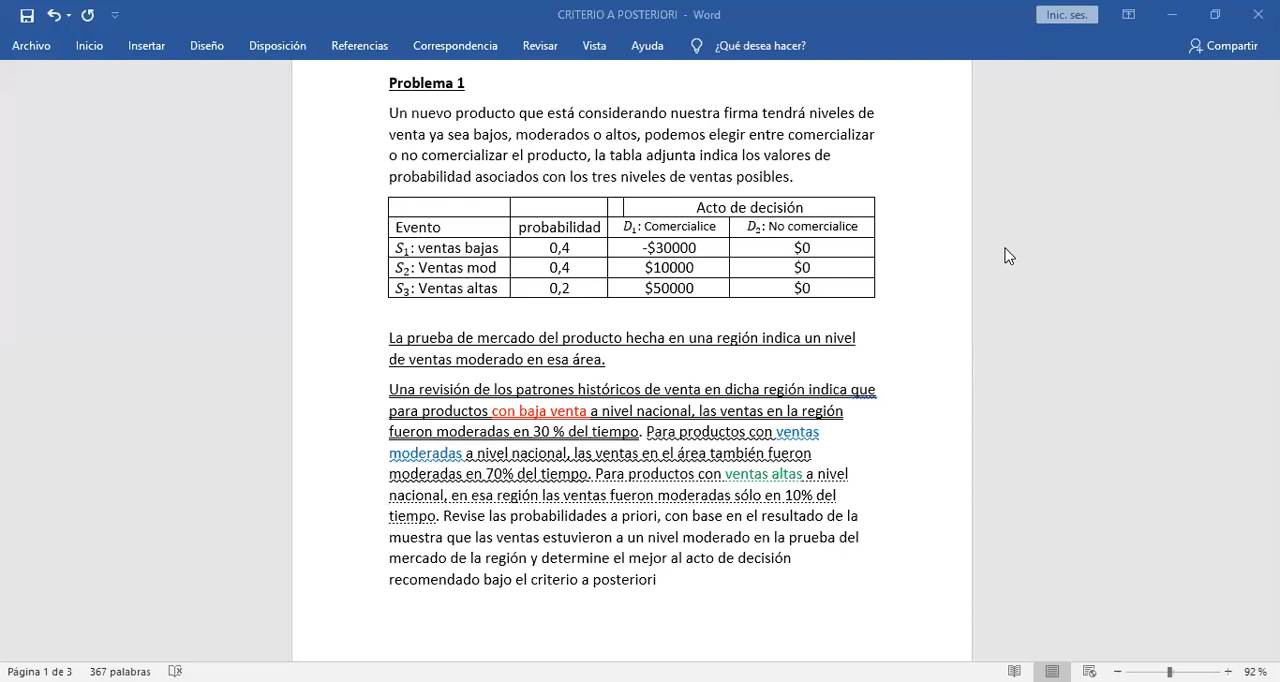 CRITERIO A POSTERIORI - Word
Inic. ses.
Archivo Inicio Insertar Diseño Disposición Referencias Correspondencia Revisar Vista Ayuda ¿Qué desea hacer? Compartir
Problema 1
Un nuevo producto que está considerando nuestra firma tendrá niveles de
venta ya sea bajos, moderados o altos, podemos elegir entre comercializar
o no comercializar el producto, la tabla adjunta indica los valores de
probabilidad asociados con los tres niveles de ventas posibles.
Acto de decisión
Evento probabilidad D₁: Comercialice D₂: No comercialice
S₁: ventas bajas 0,4 -$30000 $0
S₂: Ventas mod 0,4 $10000 $0
S₃: Ventas altas 0,2 $50000 $0
La prueba de mercado del producto hecha en una región indica un nivel
de ventas moderado en esa área.
Una revisión de los patrones históricos de venta en dicha región indica que
para productos con baja venta a nivel nacional, las ventas en la región
fueron moderadas en 30 % del tiempo. Para productos con ventas
moderadas a nivel nacional, las ventas en el área también fueron
moderadas en 70% del tiempo. Para productos con ventas altas a nivel
nacional, en esa región las ventas fueron moderadas sólo en 10% del
tiempo. Revise las probabilidades a priori, con base en el resultado de la
muestra que las ventas estuvieron a un nivel moderado en la prueba del
mercado de la región y determine el mejor al acto de decisión
recomendado bajo el criterio a posteriori
Página 1 de 3 367 palabras 92 %